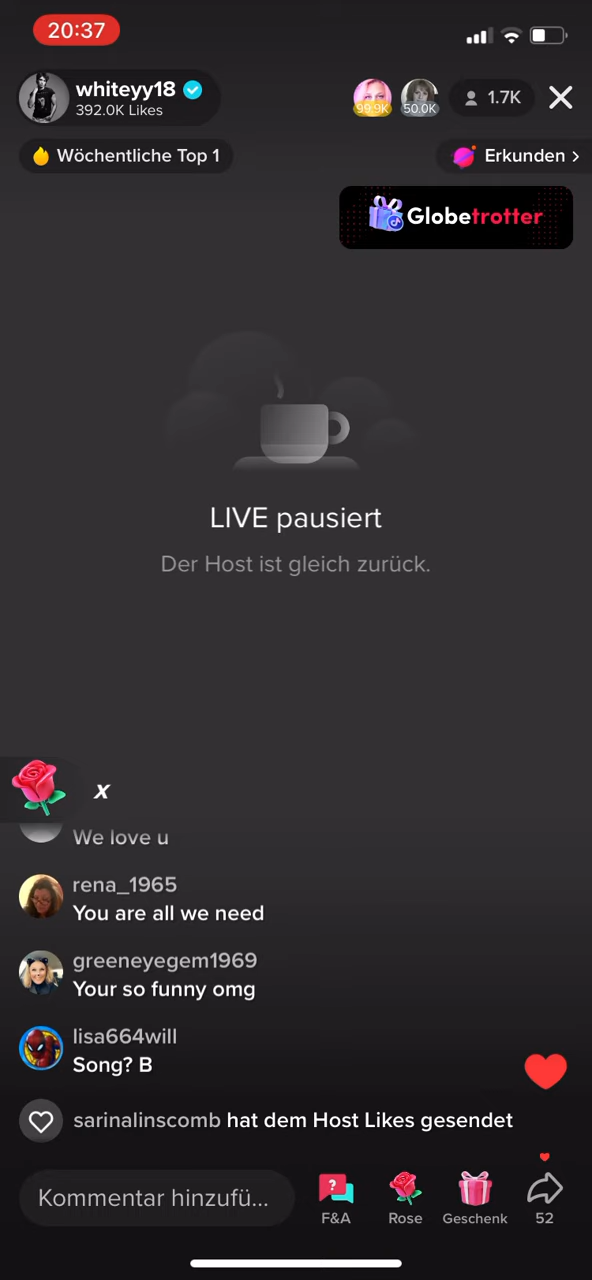 20:37
whiteyy18
392.0K Likes
99.9K
50.0K
1.7K
Wöchentliche Top 1
Erkunden >
Globetrotter
LIVE pausiert
Der Host ist gleich zurück.
x
We love u
rena_1965
You are all we need
greeneyegem1969
Your so funny omg
lisa664will
Song? B
sarinalinscomb hat dem Host Likes gesendet
Kommentar hinzufü...
?
F&A
Rose
Geschenk
52